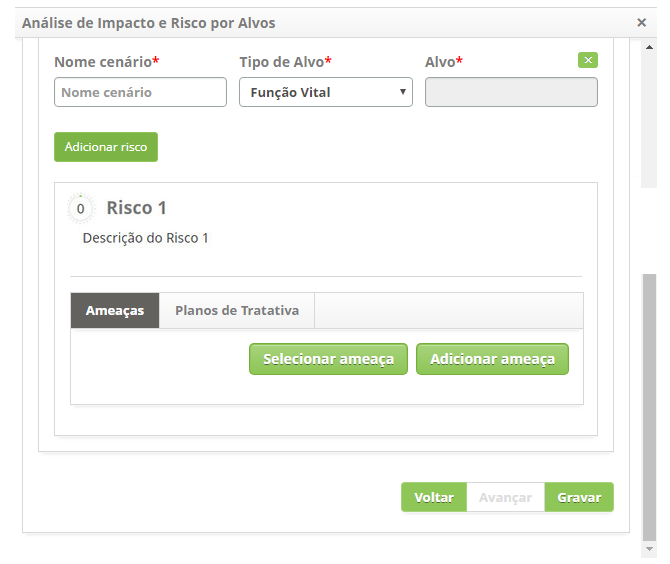 Análise de Impacto e Risco por Alvos ×
Nome cenário* Tipo de Alvo* Alvo*
Nome cenário Função Vital
Adicionar risco
0 Risco 1
Descrição do Risco 1
Ameaças Planos de Tratativa
Selecionar ameaça Adicionar ameaça
Voltar Avançar Gravar